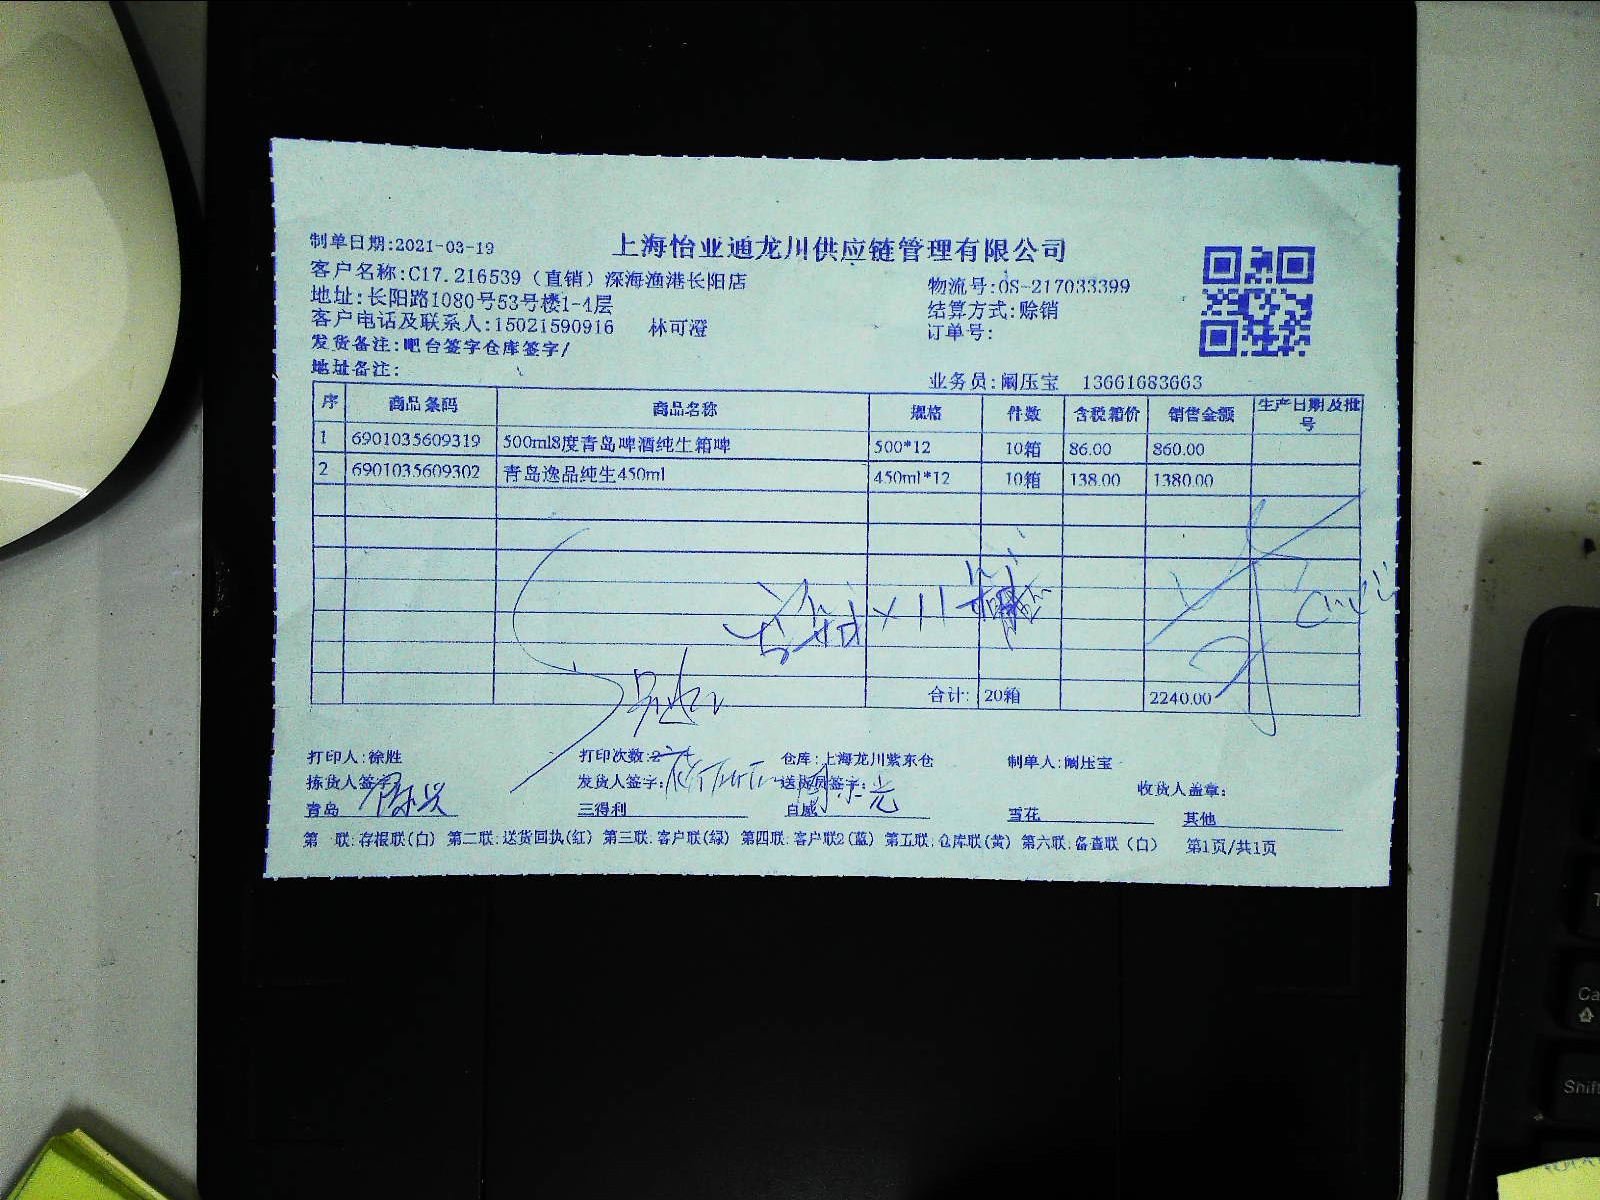 上海怡亚通龙川供应链管理有限公司
制单日期:2021-03-19
客户名称:C17.216539（直销）深海渔港长阳店
物流号:OS-217033399
地址:长阳路1080号53号楼1-4层
结算方式:赊销
客户电话及联系人:15021590916 林可澄
订单号:
发货备注:吧台签字仓库签字/
地址备注:
业务员:阚压宝 13661683663
序 商品条码 商品名称 规格 件数 含税箱价 销售金额 生产日期及批号
1 6901035609319 500ml8度青岛啤酒纯生箱啤 500*12 10箱 86.00 860.00
2 6901035609302 青岛逸品纯生450ml 450ml*12 10箱 138.00 1380.00
合计: 20箱 2240.00
打印人:徐胜 打印次数: 仓库:上海龙川紫东仓 制单人:阚压宝
拣货人签字 发货人签字: 送货员签字: 收货人盖章:
青岛 三得利 百威 雪花 其他
第一联:存根联(白) 第二联:送货回执(红) 第三联:客户联(绿) 第四联:客户联2(蓝) 第五联:仓库联(黄) 第六联:备查联(白) 第1页/共1页
Shift